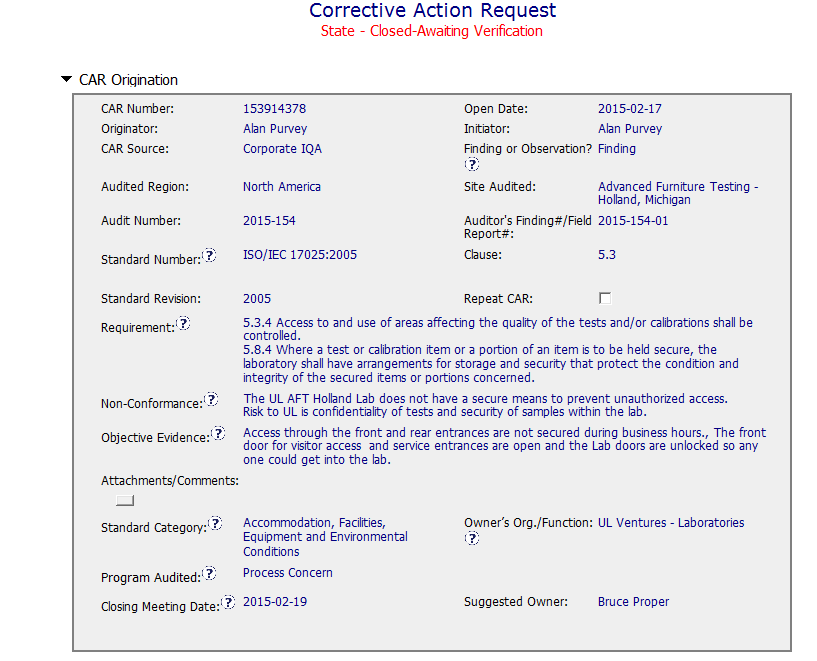 Corrective Action Request
State - Closed-Awaiting Verification
CAR Origination
CAR Number: 153914378 Open Date: 2015-02-17
Originator: Alan Purvey Initiator: Alan Purvey
CAR Source: Corporate IQA Finding or Observation? Finding
?
Audited Region: North America Site Audited: Advanced Furniture Testing -
Holland, Michigan
Audit Number: 2015-154 Auditor's Finding#/Field 2015-154-01
Report#:
Standard Number: ? ISO/IEC 17025:2005 Clause: 5.3
Standard Revision: 2005 Repeat CAR:
Requirement: ? 5.3.4 Access to and use of areas affecting the quality of the tests and/or calibrations shall be
controlled.
5.8.4 Where a test or calibration item or a portion of an item is to be held secure, the
laboratory shall have arrangements for storage and security that protect the condition and
integrity of the secured items or portions concerned.
Non-Conformance: ? The UL AFT Holland Lab does not have a secure means to prevent unauthorized access.
Risk to UL is confidentiality of tests and security of samples within the lab.
Objective Evidence: ? Access through the front and rear entrances are not secured during business hours., The front
door for visitor access and service entrances are open and the Lab doors are unlocked so any
one could get into the lab.
Attachments/Comments:
Standard Category: ? Accommodation, Facilities, Owner's Org./Function: UL Ventures - Laboratories
Equipment and Environmental ?
Conditions
Program Audited: ? Process Concern
Closing Meeting Date: ? 2015-02-19 Suggested Owner: Bruce Proper